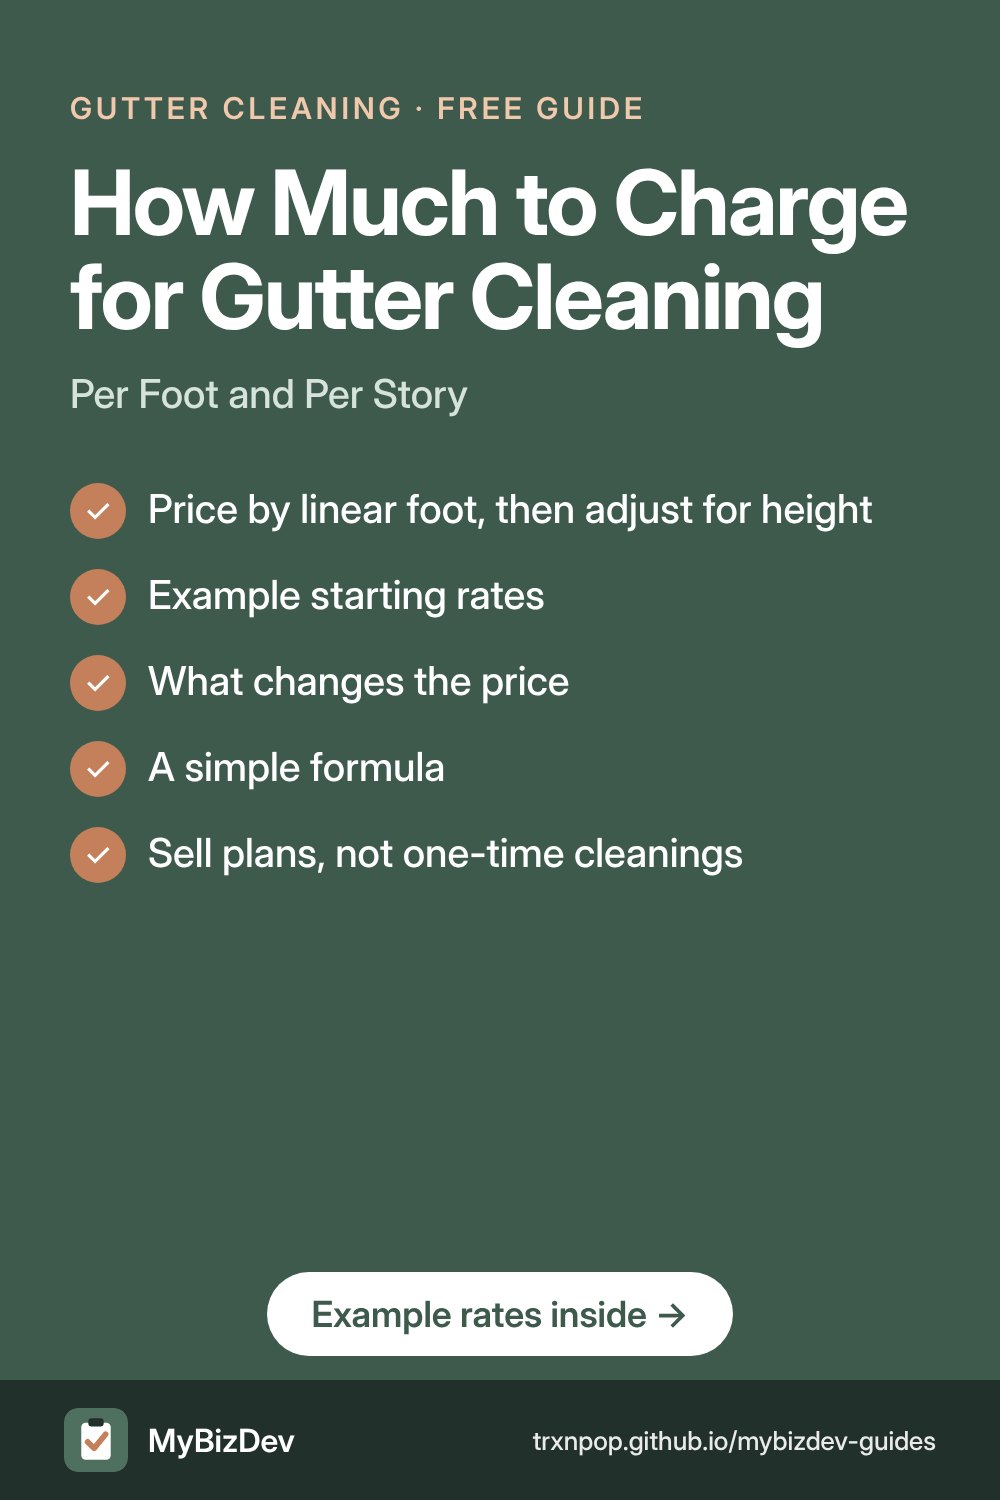 GUTTER CLEANING · FREE GUIDE
How Much to Charge
for Gutter Cleaning
Per Foot and Per Story
Price by linear foot, then adjust for height
Example starting rates
What changes the price
A simple formula
Sell plans, not one-time cleanings
Example rates inside →
MyBizDev
trxnpop.github.io/mybizdev-guides